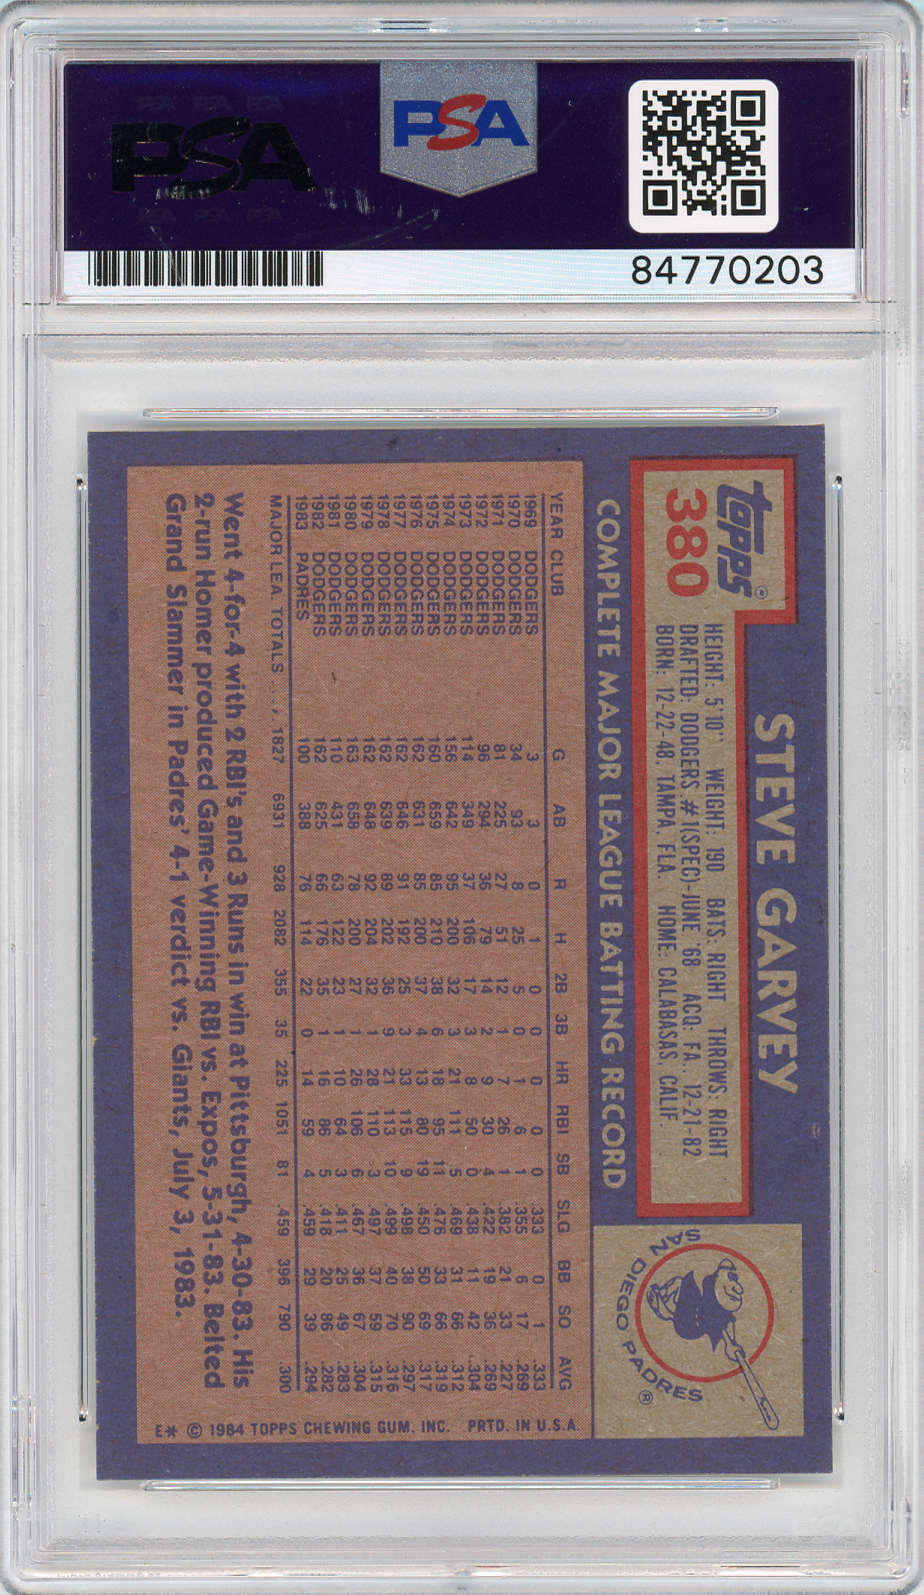 PSA PSA PSA
PSA
PSA PSA PSA
PSA
84770203
Topps®
380
STEVE GARVEY
HEIGHT: 5'10" WEIGHT: 190 BATS: RIGHT THROWS: RIGHT
DRAFTED: DODGERS #1(SPEC)-JUNE '68 ACQ: FA., 12-21-82
BORN: 12-22-48, TAMPA, FLA. HOME: CALABASAS, CALIF.
SAN DIEGO PADRES ®
COMPLETE MAJOR LEAGUE BATTING RECORD
YEAR CLUB G AB R H 2B 3B HR RBI SB SLG BB SO AVG
1969 DODGERS 3 3 0 1 0 0 0 0 0 .333 0 1 .333
1970 DODGERS 34 93 8 25 5 0 1 6 1 .355 6 17 .269
1971 DODGERS 81 225 27 51 12 1 7 26 1 .382 21 33 .227
1972 DODGERS 96 294 36 79 14 2 9 30 4 .422 19 36 .269
1973 DODGERS 114 349 37 106 17 3 8 50 0 .438 11 42 .304
1974 DODGERS 156 642 95 200 32 3 21 111 5 .469 31 66 .312
1975 DODGERS 160 659 85 210 38 6 18 95 11 .476 33 66 .319
1976 DODGERS 162 631 85 200 37 4 13 80 19 .450 50 69 .317
1977 DODGERS 162 646 91 192 25 3 33 115 9 .498 38 90 .297
1978 DODGERS 162 639 89 202 36 9 21 113 10 .499 40 70 .316
1979 DODGERS 162 648 92 204 32 1 28 110 3 .497 37 59 .315
1980 DODGERS 163 658 78 200 27 1 26 106 6 .467 36 67 .304
1981 DODGERS 110 431 63 122 23 1 10 64 3 .411 25 49 .283
1982 DODGERS 162 625 66 176 35 1 16 86 5 .418 20 86 .282
1983 PADRES 100 388 76 114 22 0 14 59 4 .459 29 39 .294
MAJOR LEA. TOTALS .... 1827 6931 928 2082 355 35 225 1051 81 .459 396 790 .300
Went 4-for-4 with 2 RBI's and 3 Runs in win at Pittsburgh, 4-30-83. His
2-run Homer produced Game-Winning RBI vs. Expos, 5-31-83. Belted
Grand Slammer in Padres' 4-1 verdict vs. Giants, July 3, 1983.
E* © 1984 TOPPS CHEWING GUM, INC. PRTD. IN U.S.A.